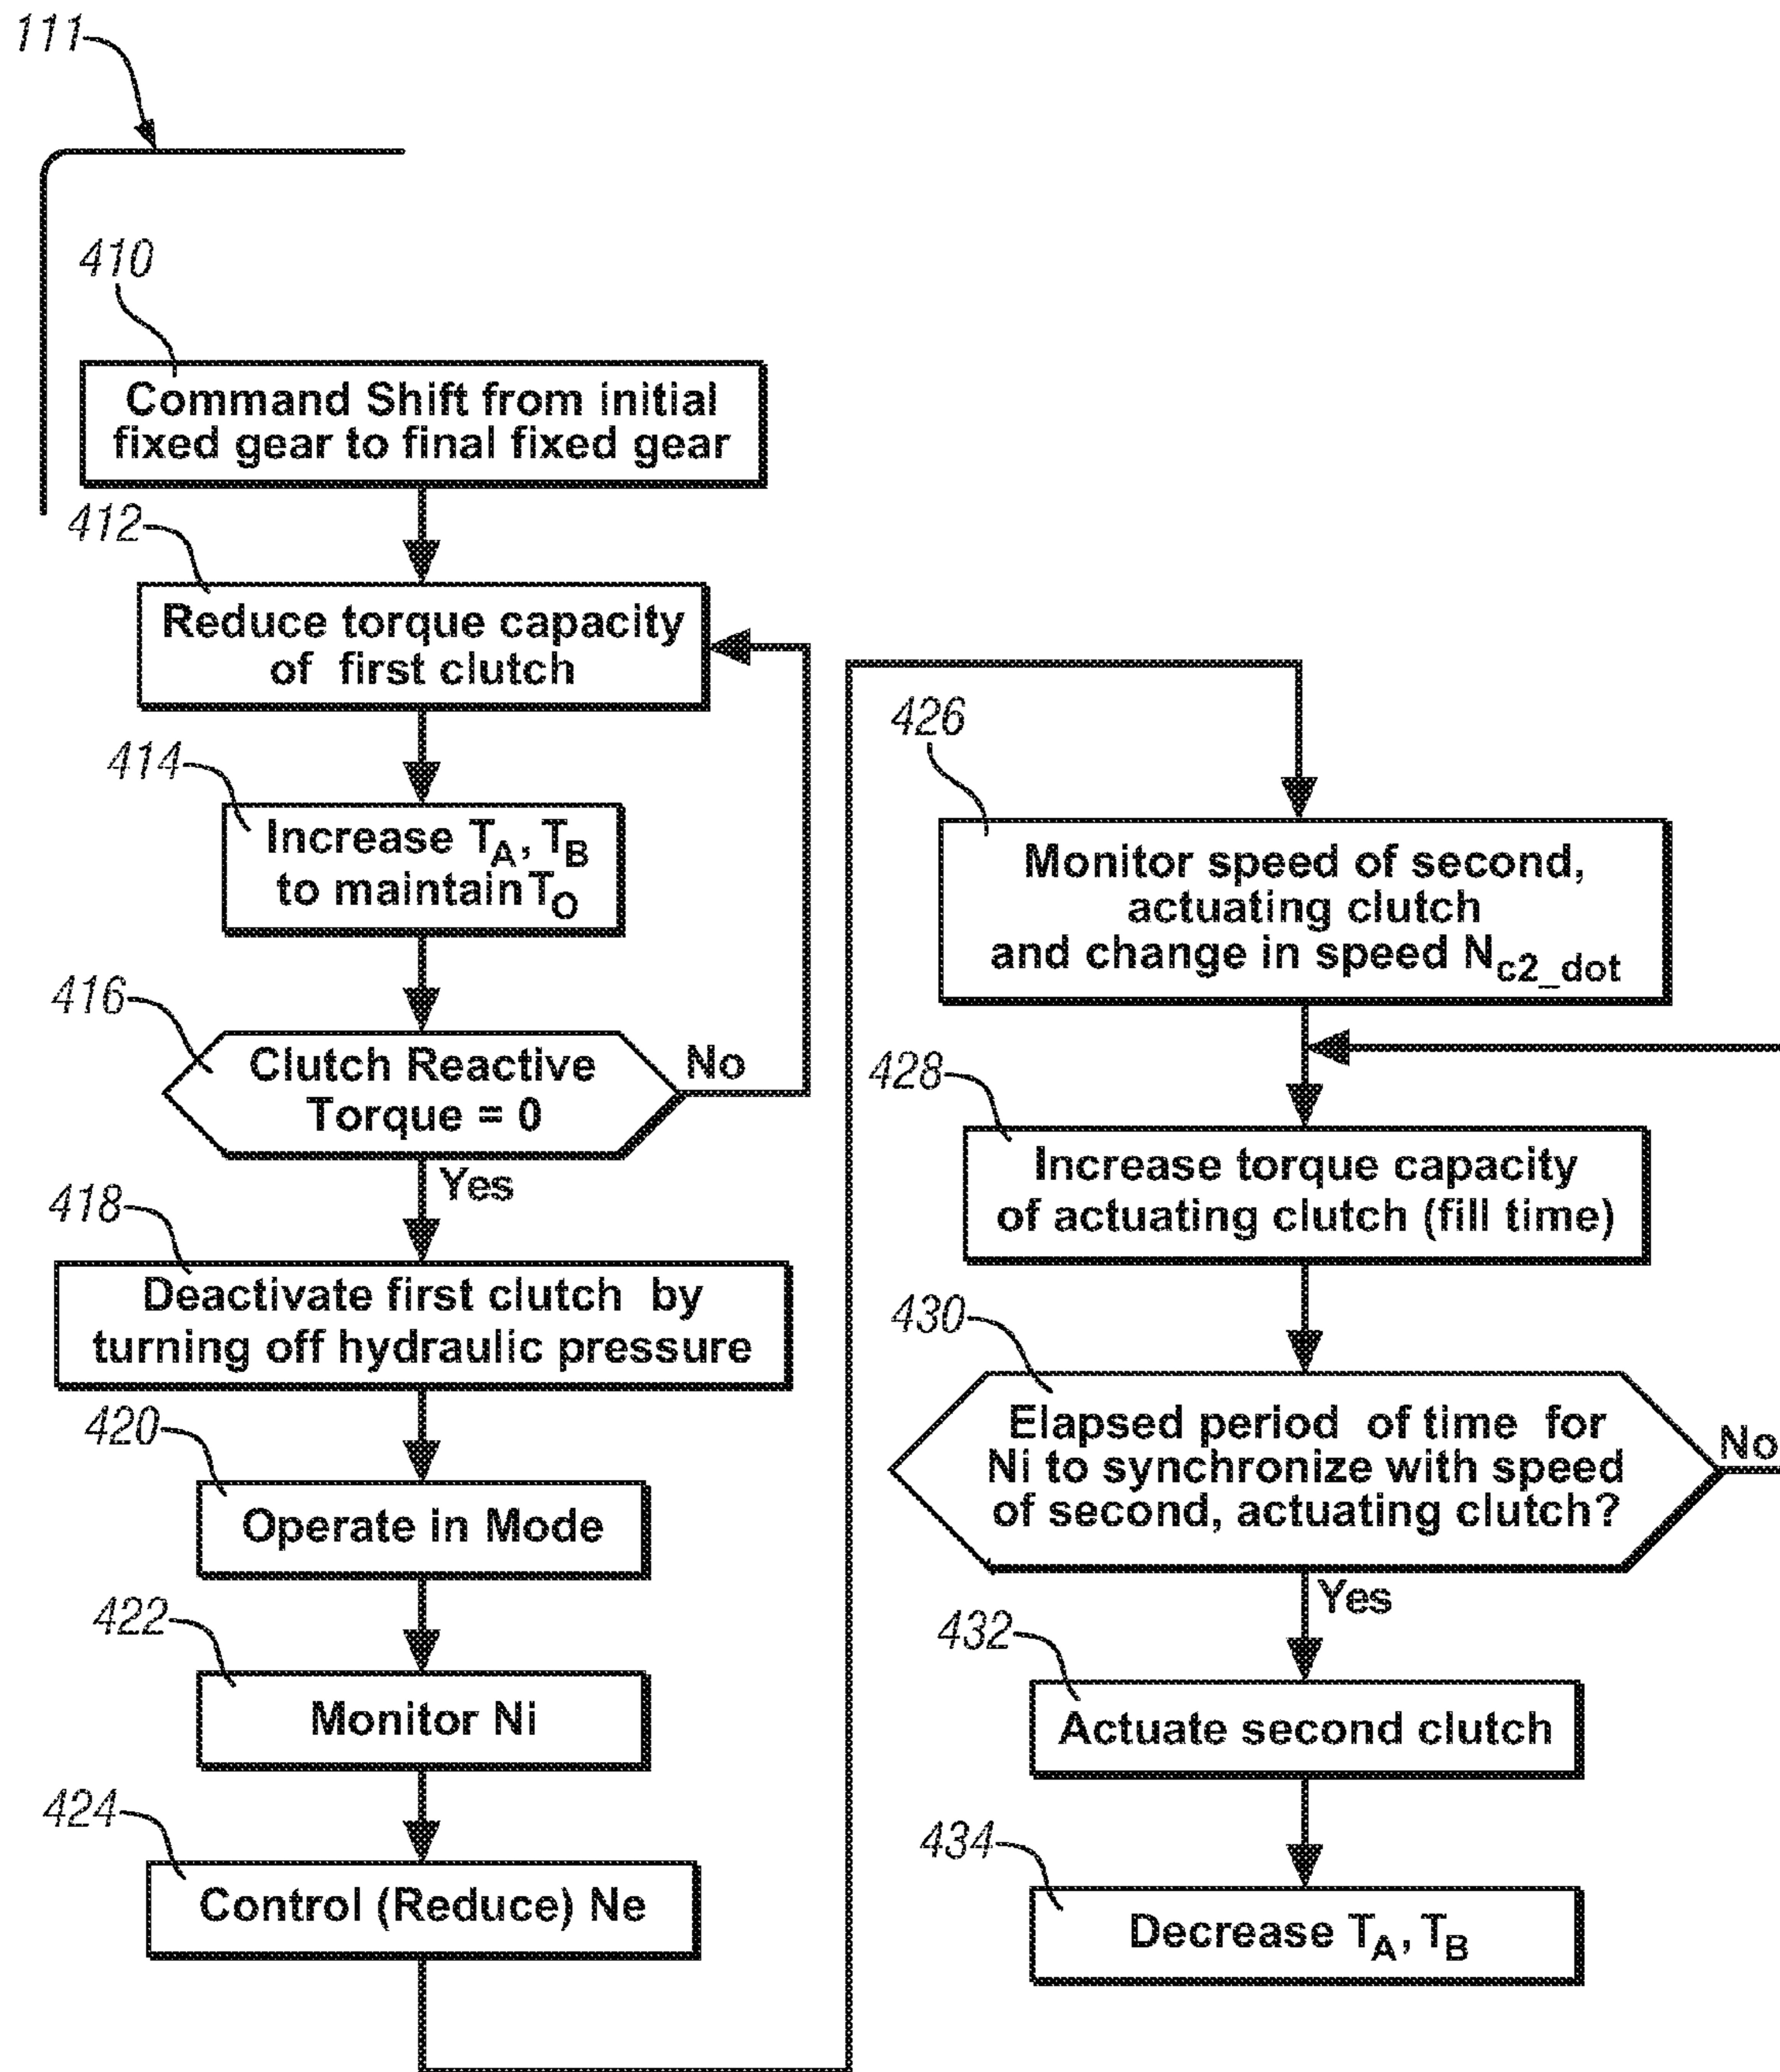 111
410
Command Shift from initial
fixed gear to final fixed gear
412
Reduce torque capacity
of first clutch
414
Increase TA, TB
to maintain TO
416
Clutch Reactive
Torque = 0
No
Yes
418
Deactivate first clutch by
turning off hydraulic pressure
420
Operate in Mode
422
Monitor Ni
424
Control (Reduce) Ne
426
Monitor speed of second,
actuating clutch
and change in speed Nc2_dot
428
Increase torque capacity
of actuating clutch (fill time)
430
Elapsed period of time for
Ni to synchronize with speed
of second, actuating clutch?
No
Yes
432
Actuate second clutch
434
Decrease TA, TB